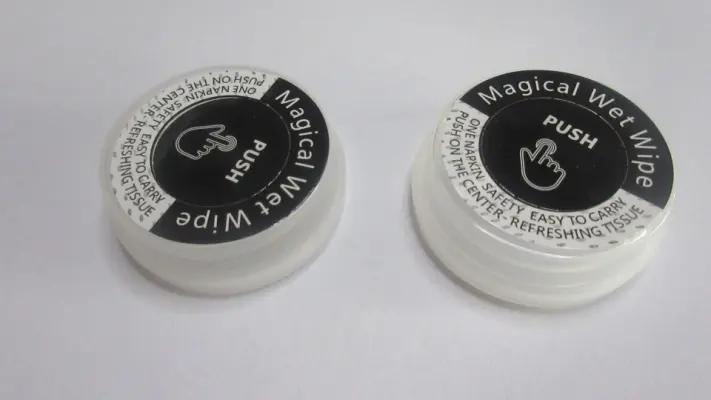 Magical Wet Wipe
PUSH
ONE NAPKIN SAFETY EASY TO CARRY
PUSH ON THE CENTER- REFRESHING TISSUE
Magical Wet Wipe
PUSH
ONE NAPKIN SAFETY EASY TO CARRY
PUSH ON THE CENTER- REFRESHING TISSUE